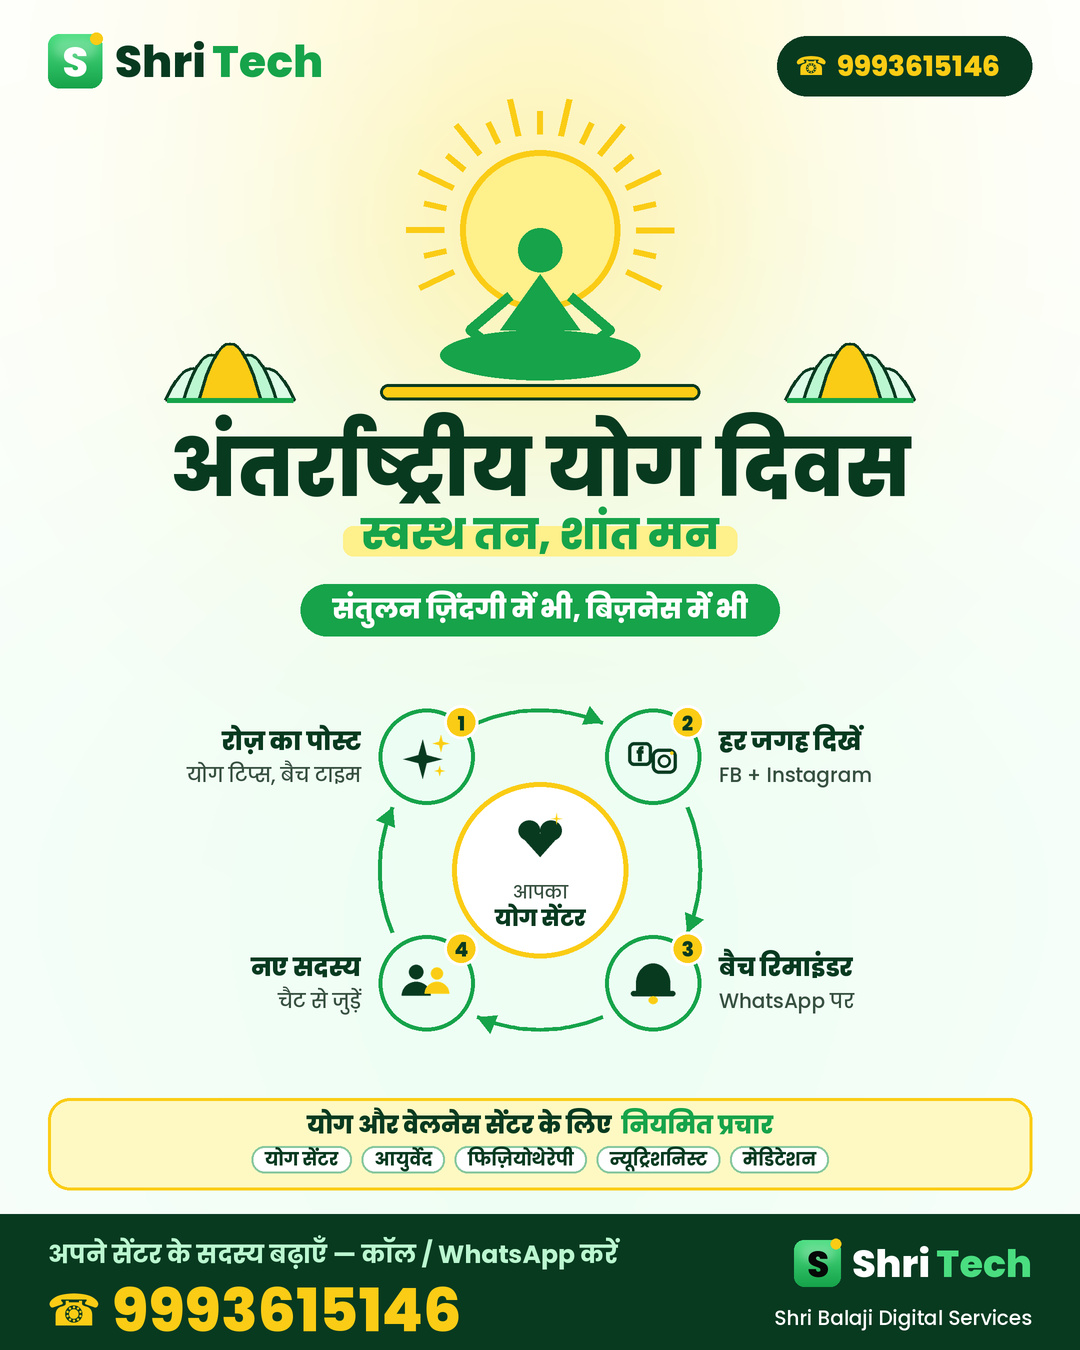 S Shri Tech
☎ 9993615146
अंतर्राष्ट्रीय योग दिवस
स्वस्थ तन, शांत मन
संतुलन ज़िंदगी में भी, बिज़नेस में भी
1
रोज़ का पोस्ट
योग टिप्स, बैच टाइम
2
हर जगह दिखें
FB + Instagram
आपका
योग सेंटर
4
नए सदस्य
चैट से जुड़ें
3
बैच रिमाइंडर
WhatsApp पर
योग और वेलनेस सेंटर के लिए नियमित प्रचार
योग सेंटर आयुर्वेद फिज़ियोथेरेपी न्यूट्रिशनिस्ट मेडिटेशन
अपने सेंटर के सदस्य बढ़ाएँ — कॉल / WhatsApp करें
☎ 9993615146
S Shri Tech
Shri Balaji Digital Services